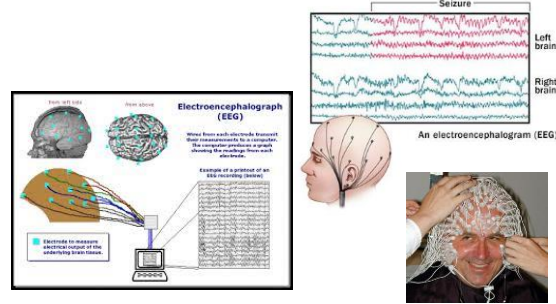 Seizure
Left
brain
Right
brain
An electroencephalogram (EEG)
from left side
from above
Electroencephalograph
(EEG)
Wires from each electrode transmit
their measurements to a computer.
The computer produces a graph
showing the readings from each
electrode.
Example of a printout of an
EEG recording (below)
Electrode to measure
electrical output of the
underlying brain tissue.